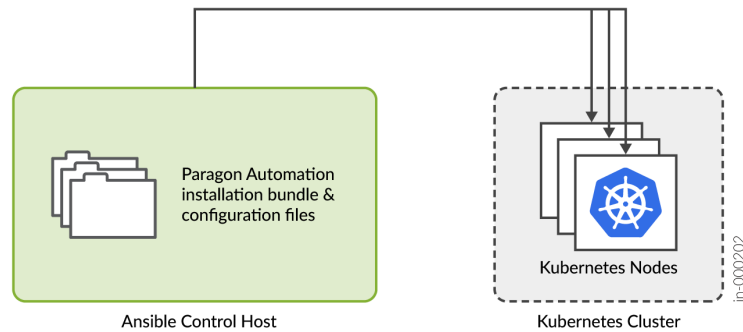 Paragon Automation
installation bundle &
configuration files
Kubernetes Nodes
Ansible Control Host
Kubernetes Cluster
jn-000202